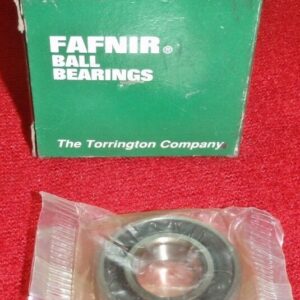 FAFNIR®
BALL
BEARINGS
The Torrington Company